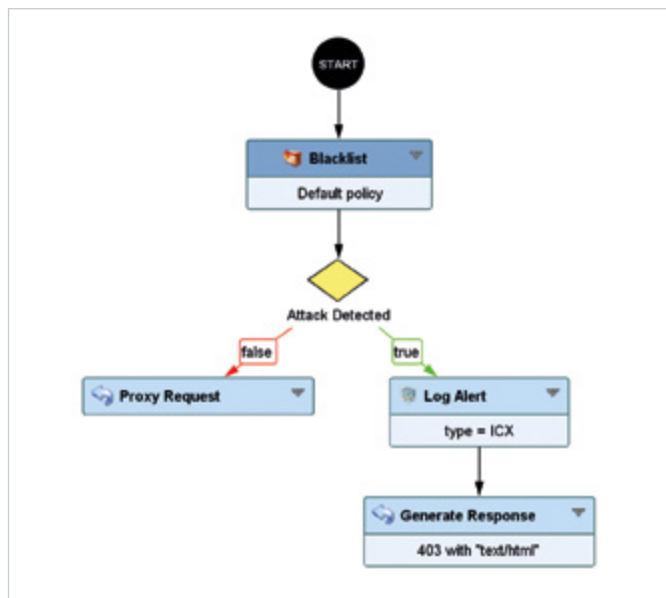 START
Blacklist
Default policy
Attack Detected
false
true
Proxy Request
Log Alert
type = ICX
Generate Response
403 with "text/html"